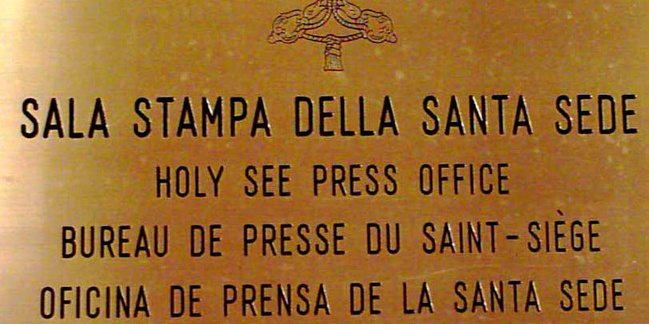 SALA STAMPA DELLA SANTA SEDE
HOLY SEE PRESS OFFICE
BUREAU DE PRESSE DU SAINT-SIÈGE
OFICINA DE PRENSA DE LA SANTA SEDE